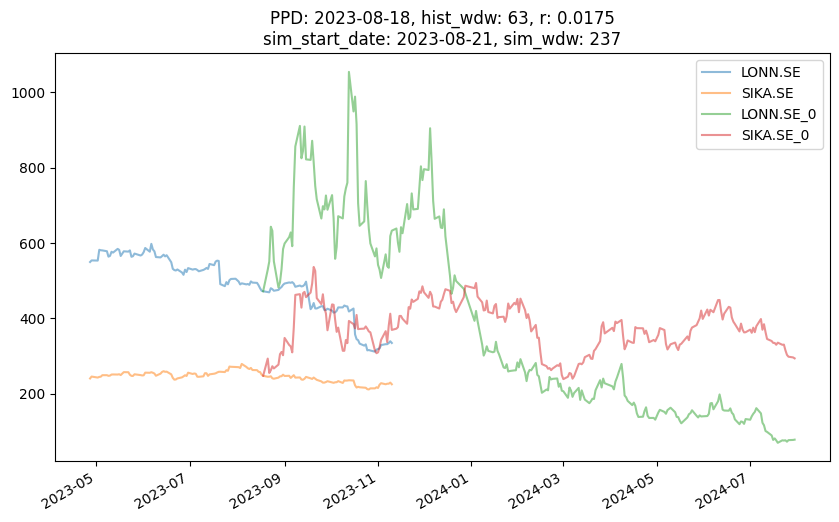 PPD: 2023-08-18, hist_wdw: 63, r: 0.0175
sim_start_date: 2023-08-21, sim_wdw: 237
LONN.SE
SIKA.SE
LONN.SE_0
SIKA.SE_0
1000
800
600
400
200
2023-05
2023-07
2023-09
2023-11
2024-01
2024-03
2024-05
2024-07